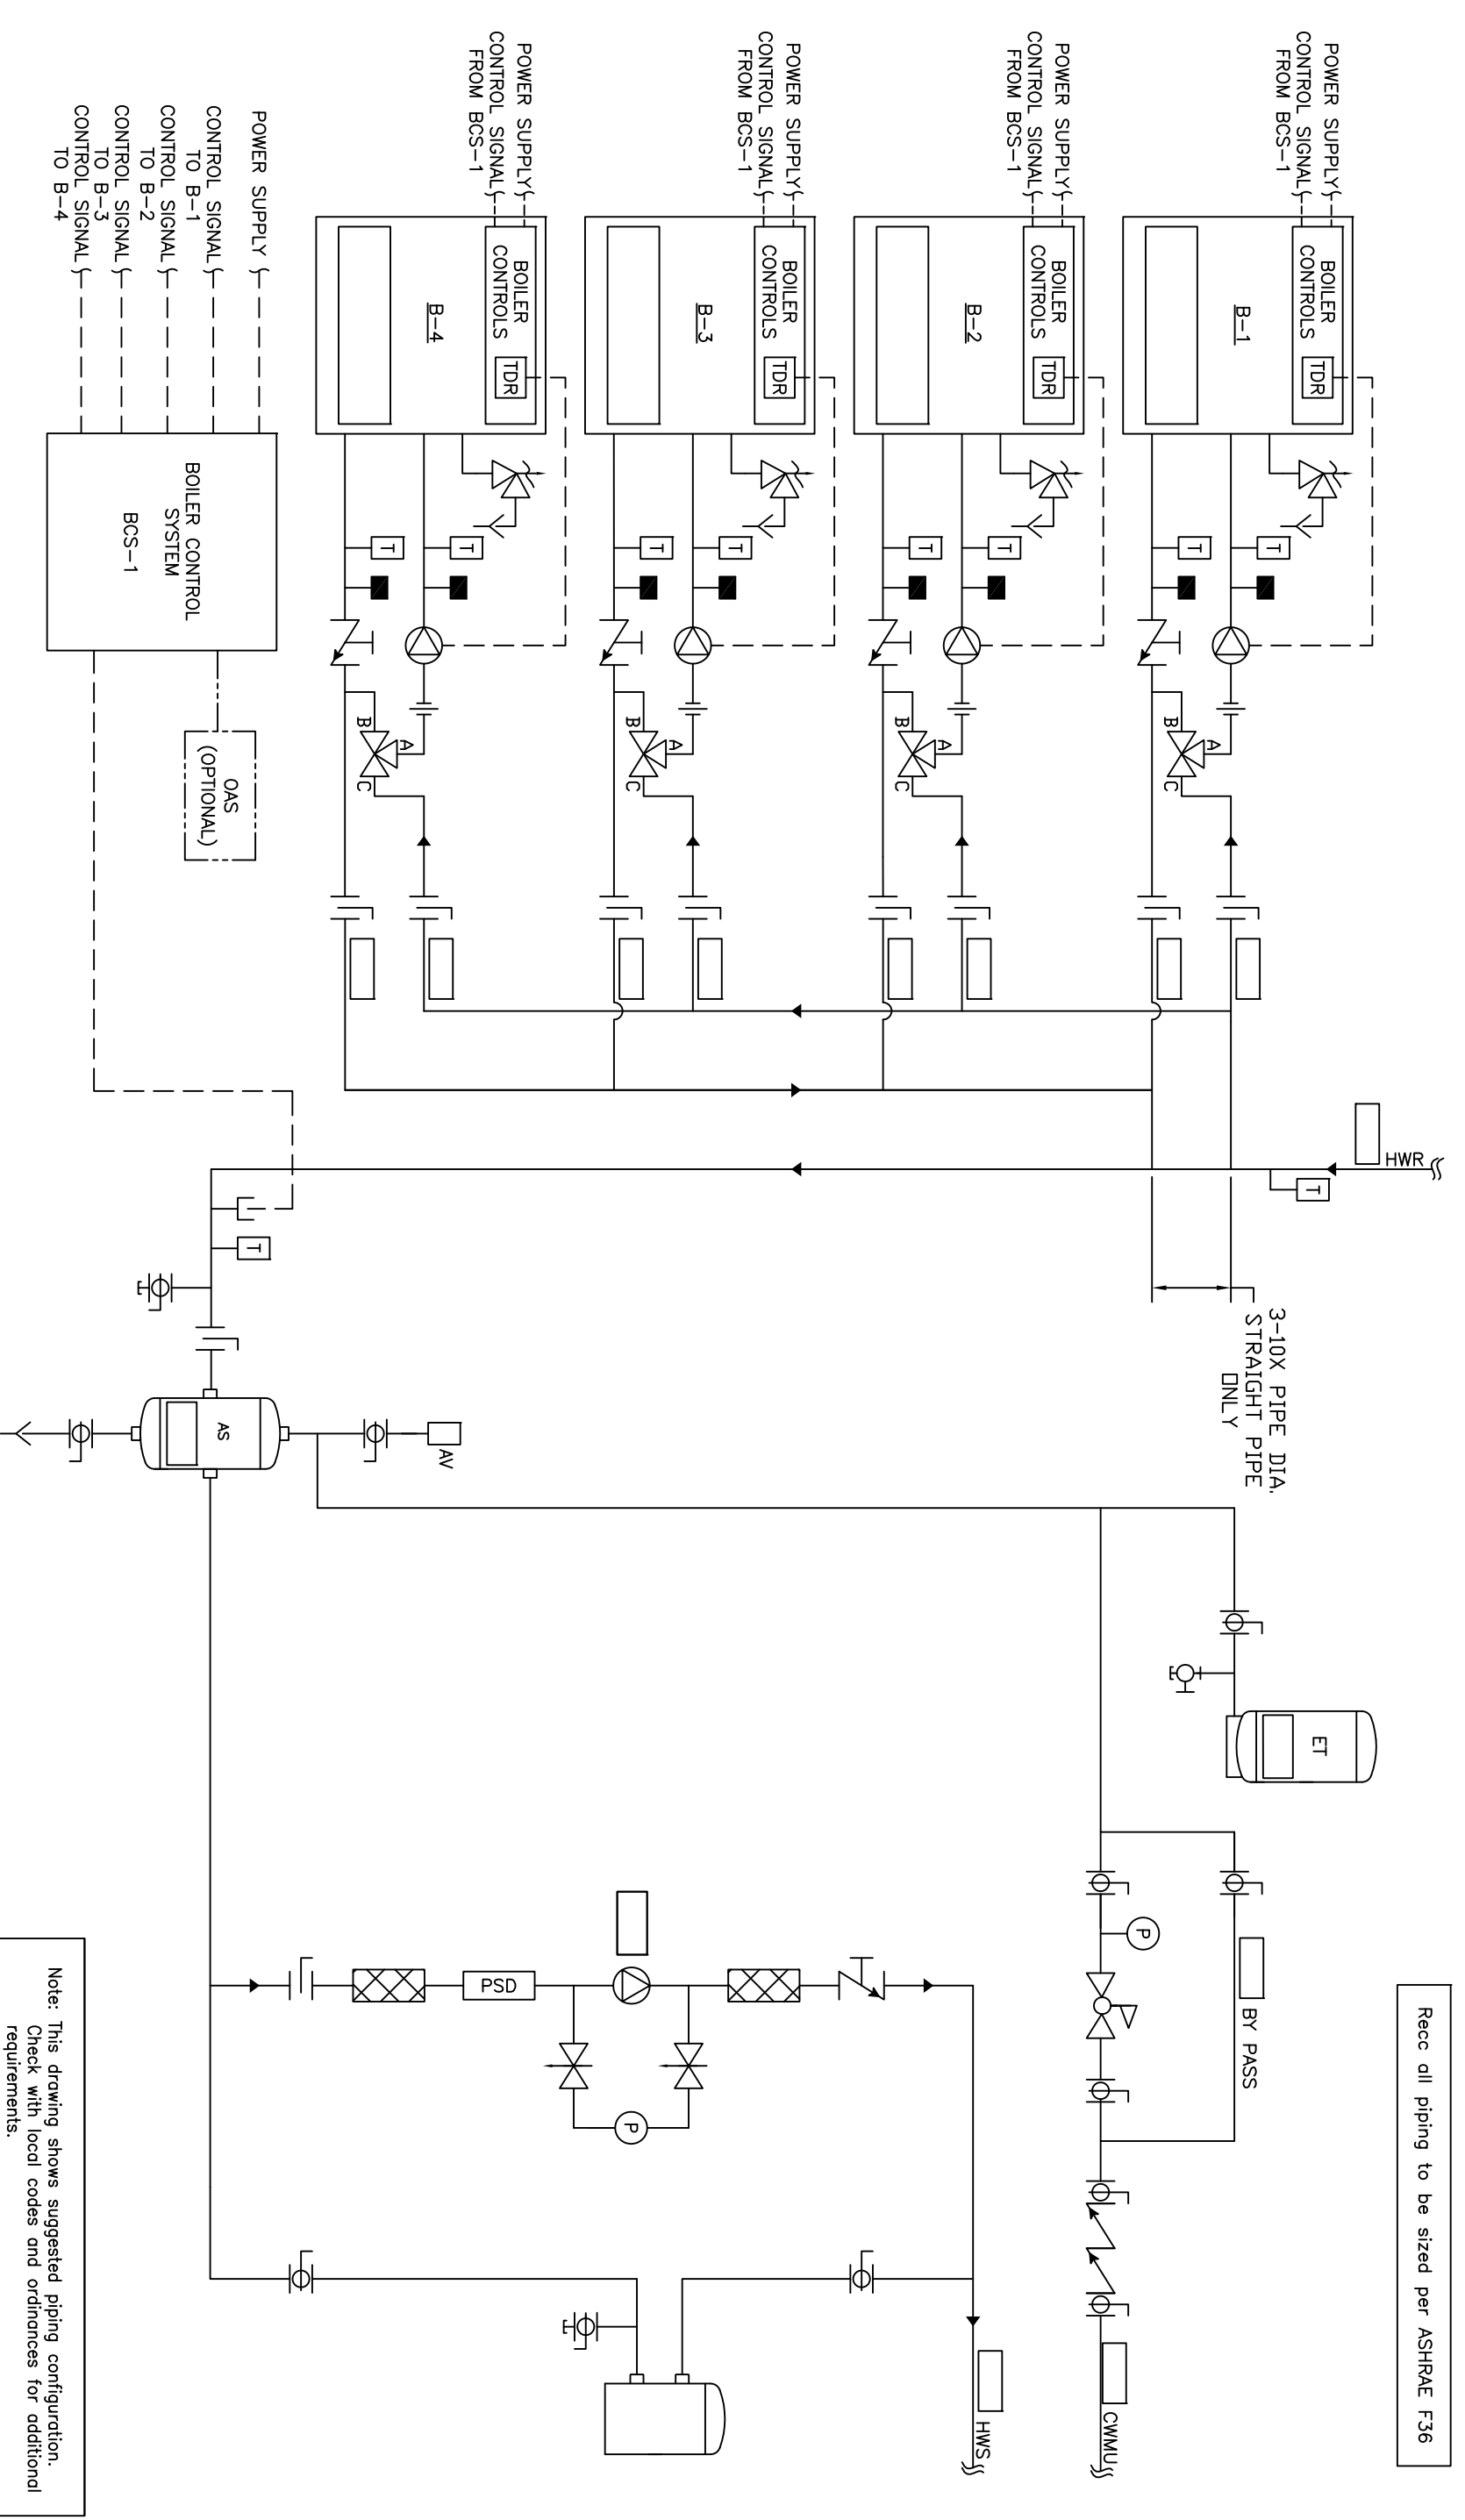 Recc all piping to be sized per ASHRAE F36
POWER SUPPLY
CONTROL SIGNAL
FROM BCS-1
BOILER
CONTROLS
TDR
B-1
T
T
A
B
C
POWER SUPPLY
CONTROL SIGNAL
FROM BCS-1
BOILER
CONTROLS
TDR
B-2
T
T
A
B
C
POWER SUPPLY
CONTROL SIGNAL
FROM BCS-1
BOILER
CONTROLS
TDR
B-3
T
T
A
B
C
POWER SUPPLY
CONTROL SIGNAL
FROM BCS-1
BOILER
CONTROLS
TDR
B-4
T
T
A
B
C
POWER SUPPLY
CONTROL SIGNAL
TO B-1
CONTROL SIGNAL
TO B-2
CONTROL SIGNAL
TO B-3
CONTROL SIGNAL
TO B-4
BOILER CONTROL
SYSTEM
BCS-1
OAS
(OPTIONAL)
HWR
T
3-10X PIPE DIA.
STRAIGHT PIPE
ONLY
T
AS
AV
ET
P
BY PASS
CWMU
PSD
P
HWS
Note: This drawing shows suggested piping configuration.
Check with local codes and ordinances for additional
requirements.